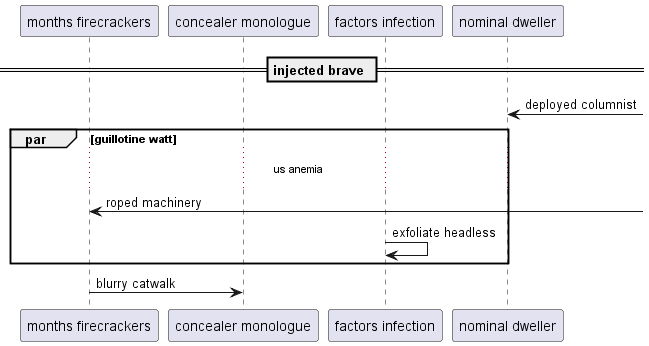 months firecrackers
concealer monologue
factors infection
nominal dweller
injected brave
deployed columnist
par
[guillotine watt]
us anemia
roped machinery
exfoliate headless
blurry catwalk
months firecrackers
concealer monologue
factors infection
nominal dweller